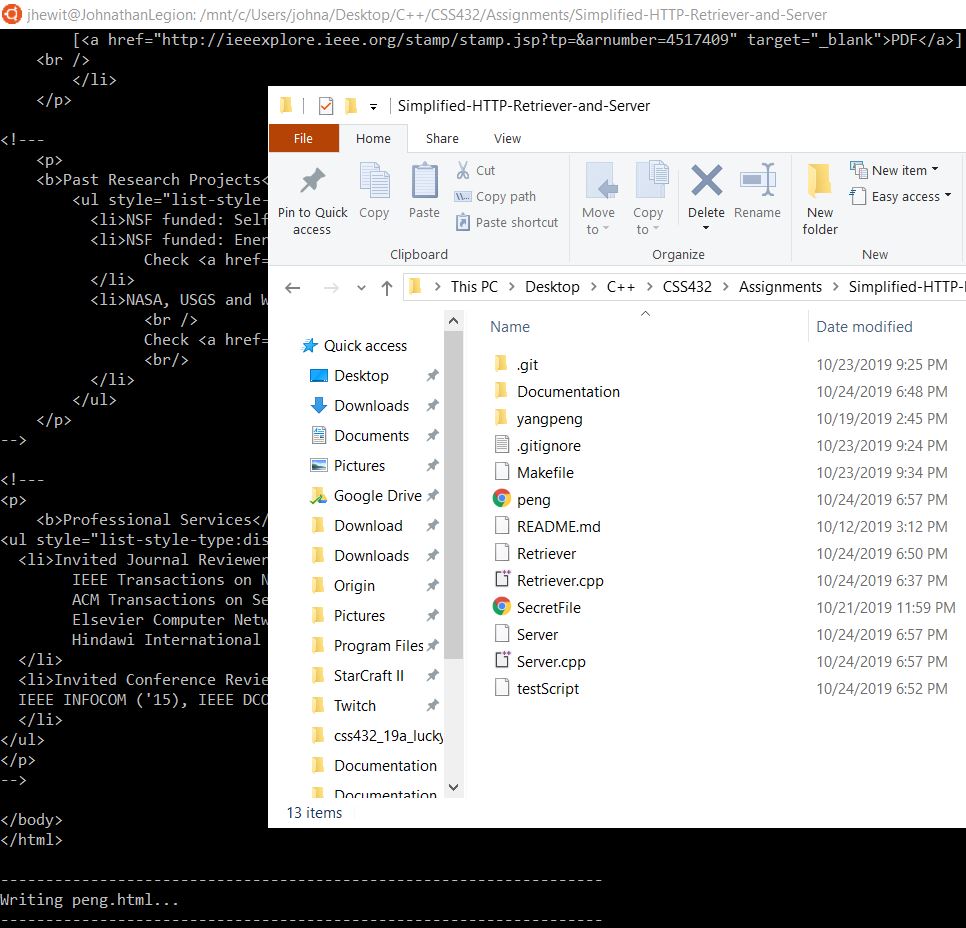 jhewit@JohnathanLegion: /mnt/c/Users/johna/Desktop/C++/CSS432/Assignments/Simplified-HTTP-Retriever-and-Server
[<a href="http://ieeexplore.ieee.org/stamp/stamp.jsp?tp=&arnumber=4517409" target="_blank">PDF</a>]
<br />
</li>
</p>
<!---
<p>
<b>Past Research Projects<
<ul style="list-style-
<li>NSF funded: Self
<li>NSF funded: Ener
Check <a href=
</li>
<li>NASA, USGS and W
<br />
Check <a href=
<br/>
</li>
</ul>
</p>
-->
<!---
<p>
<b>Professional Services</
<ul style="list-style-type:dis
<li>Invited Journal Reviewer
IEEE Transactions on N
ACM Transactions on Se
Elsevier Computer Netw
Hindawi International
</li>
<li>Invited Conference Revie
IEEE INFOCOM ('15), IEEE DCO
</li>
</ul>
</p>
-->
</body>
</html>
------------------------------------------------------------------
Writing peng.html...
------------------------------------------------------------------
Simplified-HTTP-Retriever-and-Server
File Home Share View
Pin to Quick access
Copy
Paste
Cut
Copy path
Paste shortcut
Clipboard
Move to
Copy to
Delete
Rename
Organize
New folder
New item
Easy access
New
This PC > Desktop > C++ > CSS432 > Assignments > Simplified-HTTP-
Quick access
Desktop
Downloads
Documents
Pictures
Google Drive
Download
Downloads
Origin
Pictures
Program Files
StarCraft II
Twitch
css432_19a_lucky
Documentation
Documentation
Name Date modified
.git 10/23/2019 9:25 PM
Documentation 10/24/2019 6:48 PM
yangpeng 10/19/2019 2:45 PM
.gitignore 10/23/2019 9:24 PM
Makefile 10/23/2019 9:34 PM
peng 10/24/2019 6:57 PM
README.md 10/12/2019 3:12 PM
Retriever 10/24/2019 6:50 PM
Retriever.cpp 10/24/2019 6:37 PM
SecretFile 10/21/2019 11:59 PM
Server 10/24/2019 6:57 PM
Server.cpp 10/24/2019 6:57 PM
testScript 10/24/2019 6:52 PM
13 items